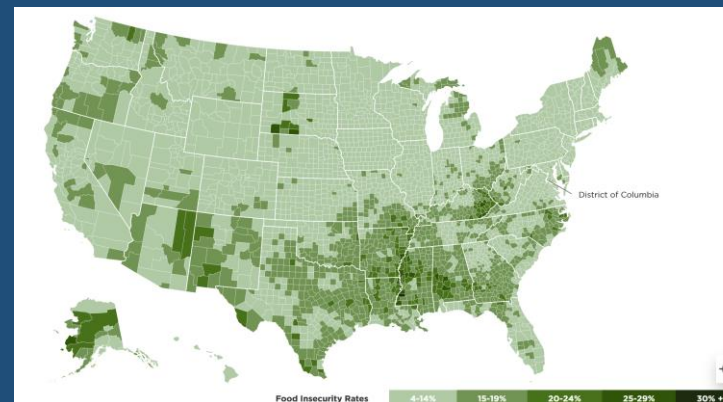 District of Columbia
Food Insecurity Rates 4-14% 15-19% 20-24% 25-29% 30% +